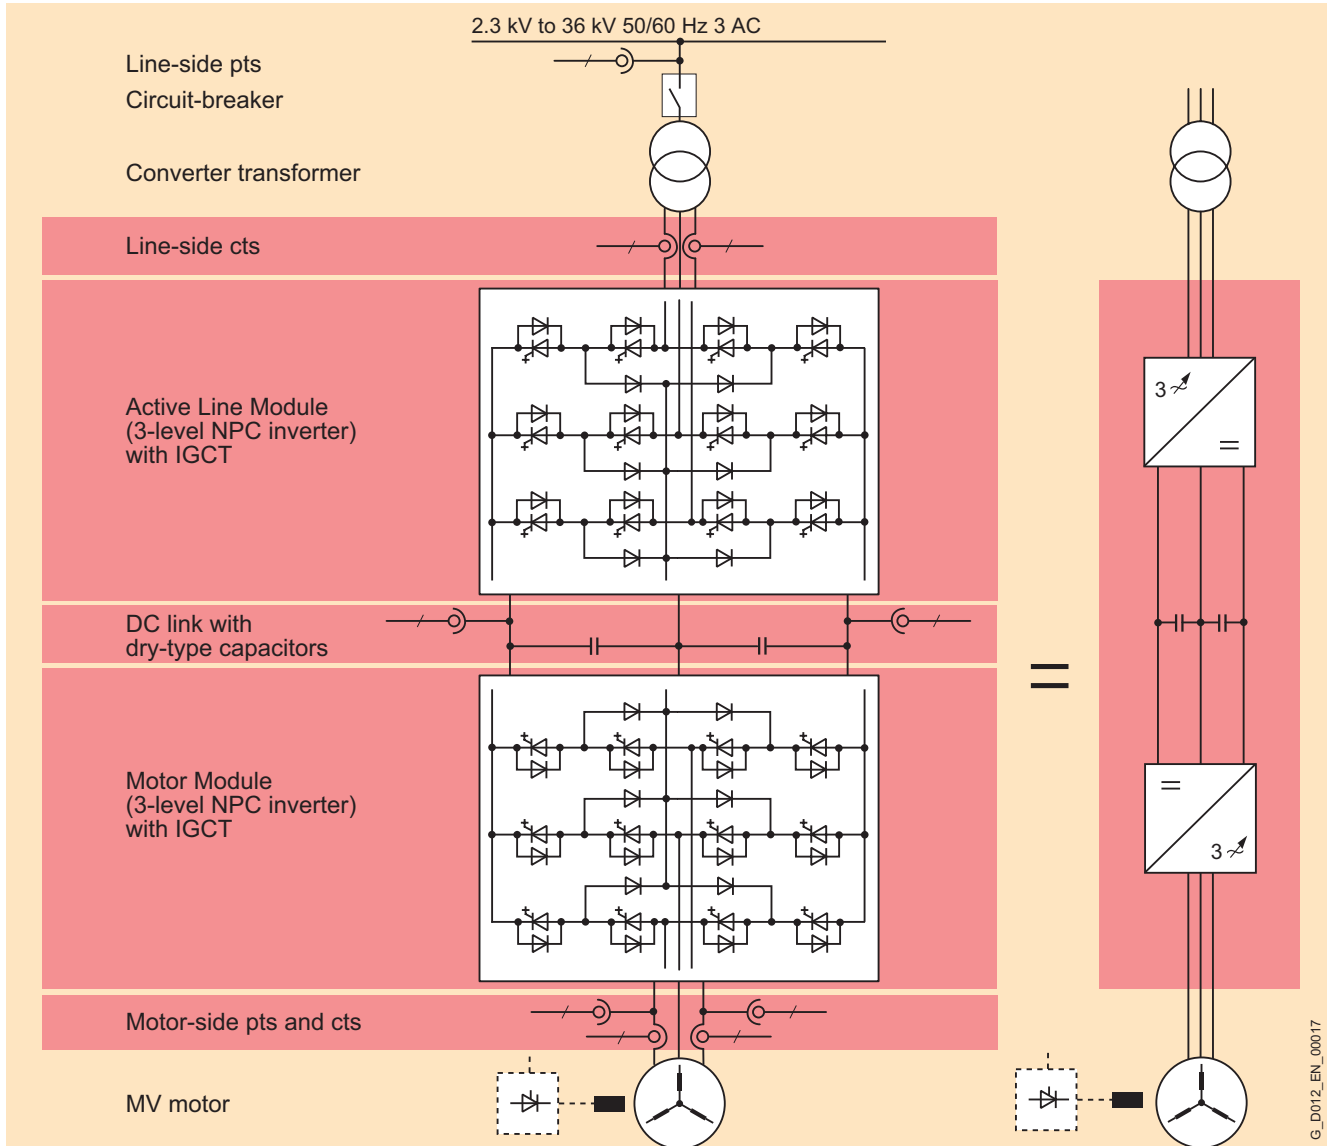 2.3 kV to 36 kV 50/60 Hz 3 AC
Line-side pts
Circuit-breaker
Converter transformer
Line-side cts
Active Line Module
(3-level NPC inverter)
with IGCT
3
DC link with
dry-type capacitors
=
Motor Module
(3-level NPC inverter)
with IGCT
3
Motor-side pts and cts
MV motor
G_D012_EN_00017